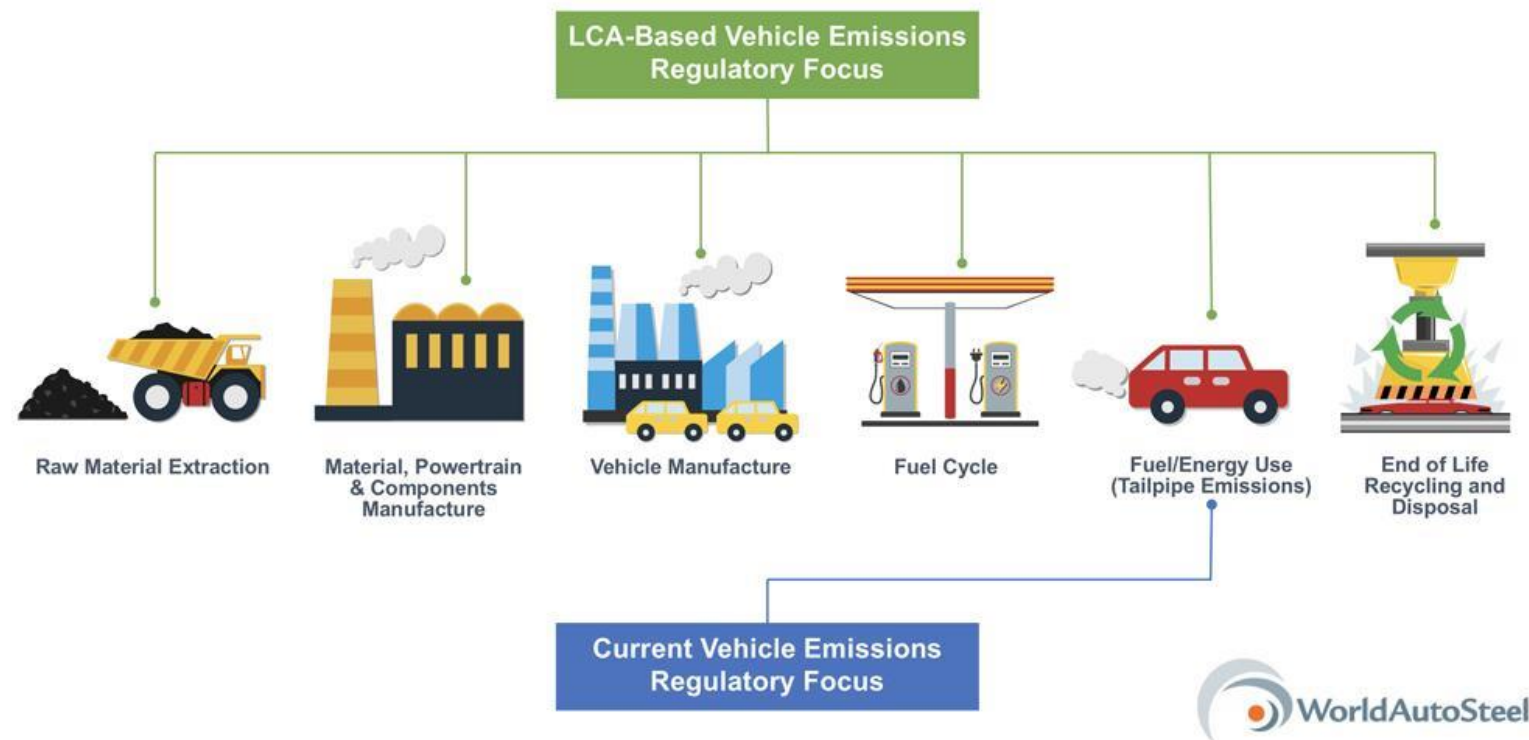 LCA-Based Vehicle Emissions
Regulatory Focus
Raw Material Extraction
Material, Powertrain
& Components
Manufacture
Vehicle Manufacture
Fuel Cycle
Fuel/Energy Use
(Tailpipe Emissions)
End of Life
Recycling and
Disposal
Current Vehicle Emissions
Regulatory Focus
WorldAutoSteel